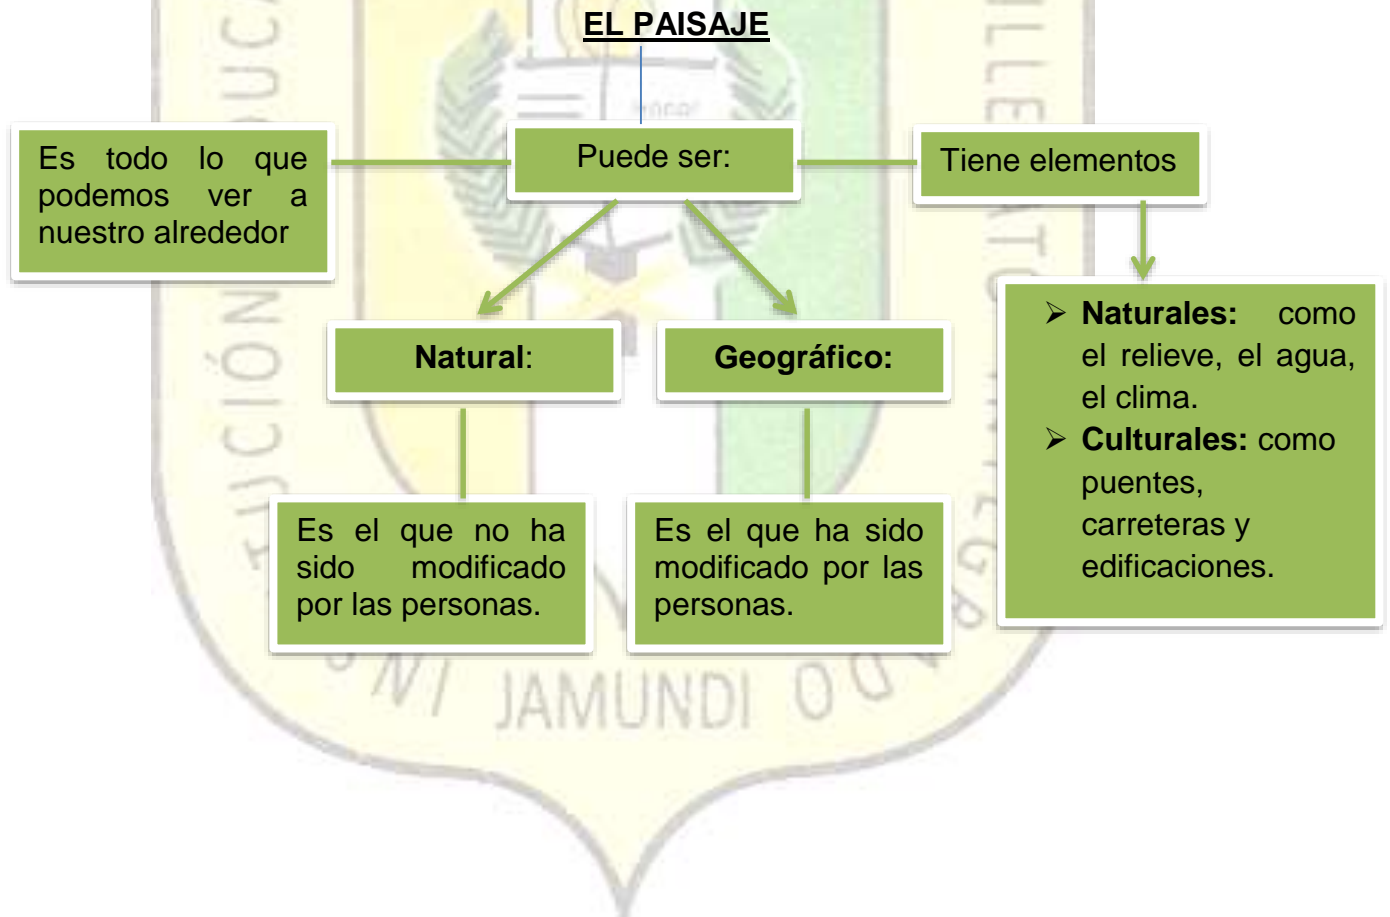 EL PAISAJE
Es todo lo que
podemos ver a
nuestro alrededor
Puede ser:
Tiene elementos
Natural:
Geográfico:
➢ Naturales: como
el relieve, el agua,
el clima.
➢ Culturales: como
puentes,
carreteras y
edificaciones.
Es el que no ha
sido modificado
por las personas.
Es el que ha sido
modificado por las
personas.
JAMUNDI